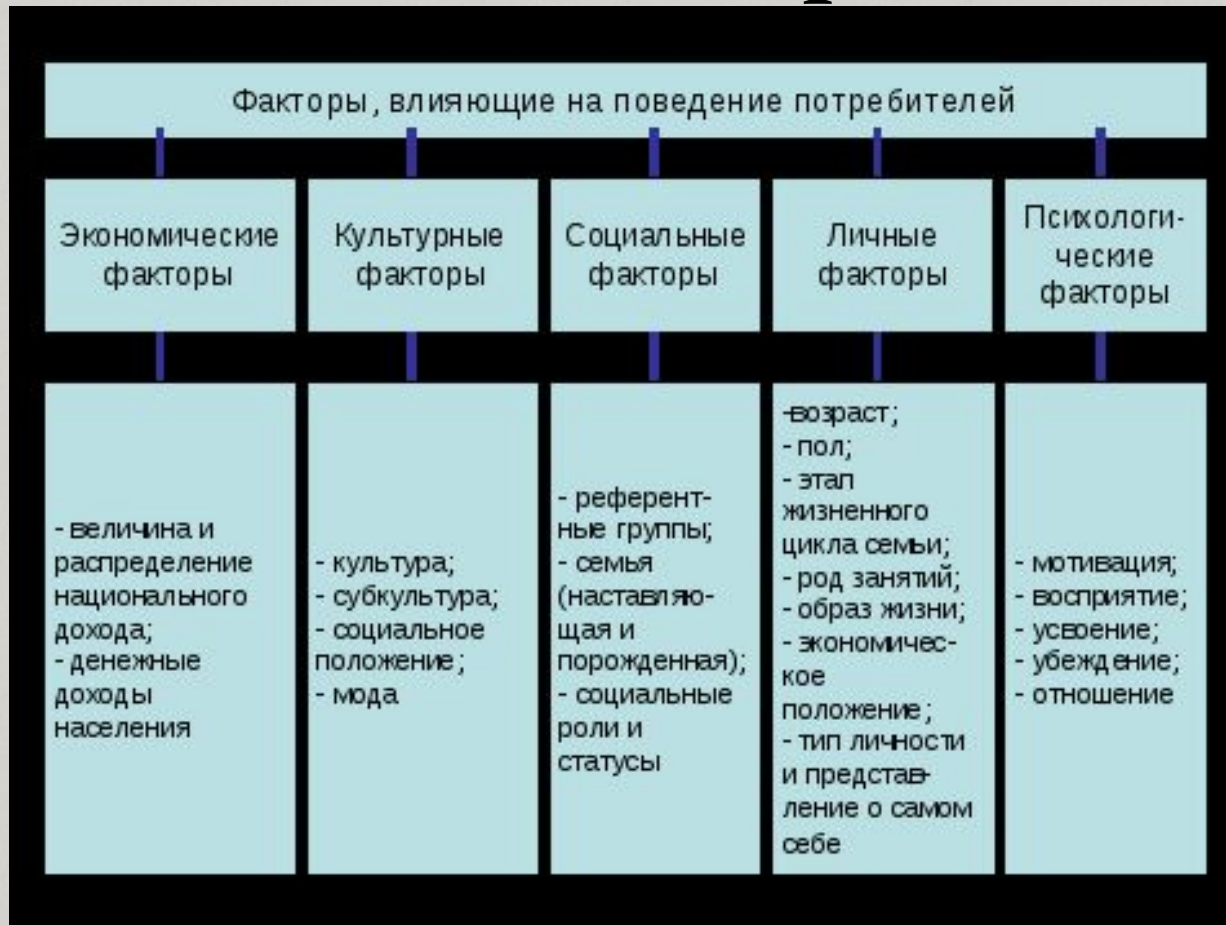 Факторы, влияющие на поведение потребителей
Экономические
факторы
- величина и
распределение
национального
дохода;
- денежные
доходы
населения
Культурные
факторы
- культура;
- субкультура;
- социальное
положение;
- мода
Социальные
факторы
- референт-
ные группы;
- семья
(наставляю-
щая и
порожденная);
- социальные
роли и
статусы
Личные
факторы
-возраст;
- пол;
- этап
жизненного
цикла семьи;
- род занятий;
- образ жизни;
- экономичес-
кое
положение;
- тип личности
и представ-
ление о самом
себе
Психологи-
ческие
факторы
- мотивация;
- восприятие;
- усвоение;
- убеждение;
- отношение